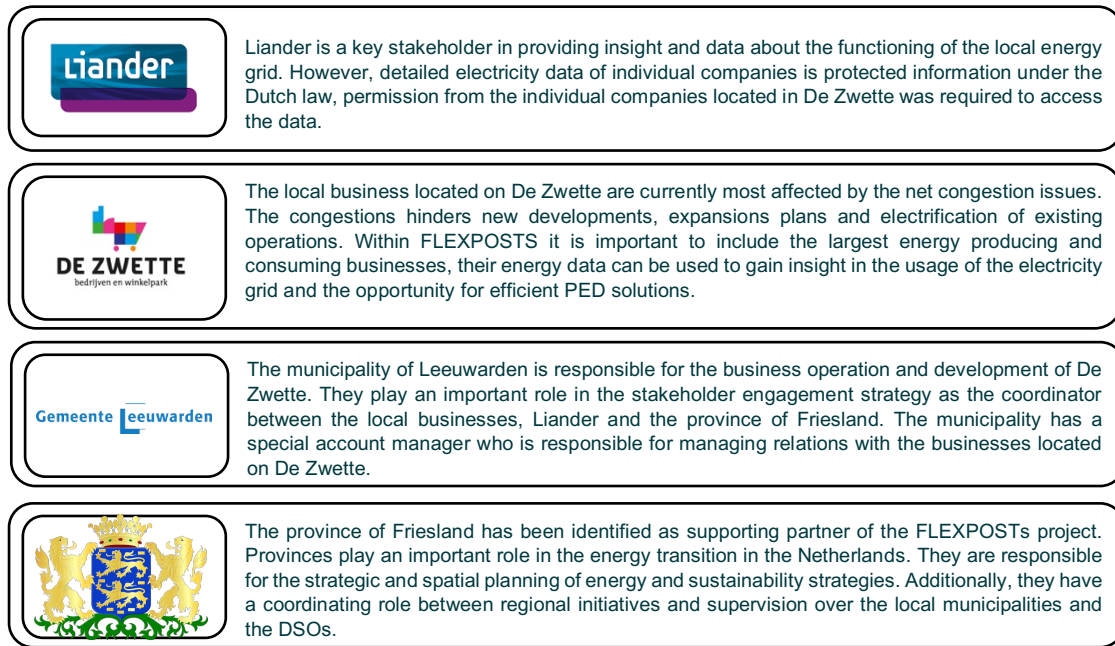 Liander
Liander is a key stakeholder in providing insight and data about the functioning of the local energy
grid. However, detailed electricity data of individual companies is protected information under the
Dutch law, permission from the individual companies located in De Zwette was required to access
the data.
DE ZWETTE
bedrijven en winkelpark
The local business located on De Zwette are currently most affected by the net congestion issues.
The congestions hinders new developments, expansions plans and electrification of existing
operations. Within FLEXPOSTS it is important to include the largest energy producing and
consuming businesses, their energy data can be used to gain insight in the usage of the electricity
grid and the opportunity for efficient PED solutions.
Gemeente Leeuwarden
The municipality of Leeuwarden is responsible for the business operation and development of De
Zwette. They play an important role in the stakeholder engagement strategy as the coordinator
between the local businesses, Liander and the province of Friesland. The municipality has a
special account manager who is responsible for managing relations with the businesses located
on De Zwette.
The province of Friesland has been identified as supporting partner of the FLEXPOSTs project.
Provinces play an important role in the energy transition in the Netherlands. They are responsible
for the strategic and spatial planning of energy and sustainability strategies. Additionally, they have
a coordinating role between regional initiatives and supervision over the local municipalities and
the DSOs.